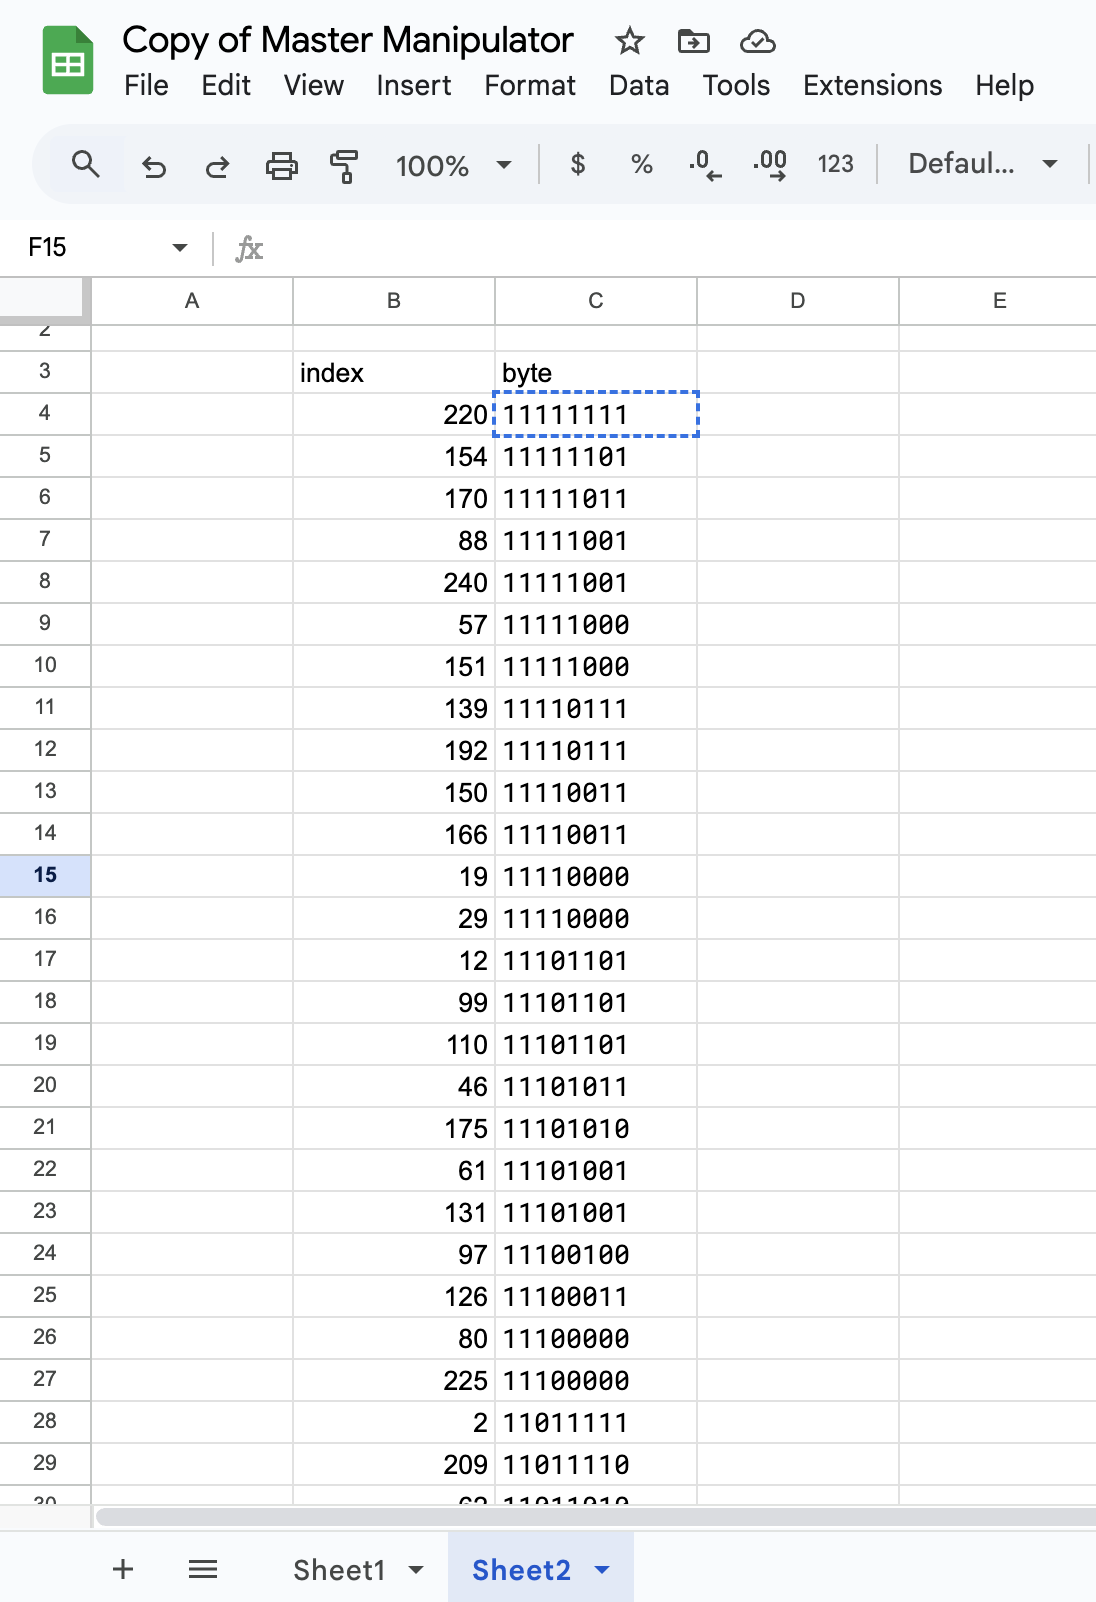 Copy of Master Manipulator
File Edit View Insert Format Data Tools Extensions Help
100% $ % .0 .00 123 Defaul...
F15 fx
A B C D E
2
3 index byte
4 220 11111111
5 154 11111101
6 170 11111011
7 88 11111001
8 240 11111001
9 57 11111000
10 151 11111000
11 139 11110111
12 192 11110111
13 150 11110011
14 166 11110011
15 19 11110000
16 29 11110000
17 12 11101101
18 99 11101101
19 110 11101101
20 46 11101011
21 175 11101010
22 61 11101001
23 131 11101001
24 97 11100100
25 126 11100011
26 80 11100000
27 225 11100000
28 2 11011111
29 209 11011110
30 62 11011010
+ Sheet1 Sheet2